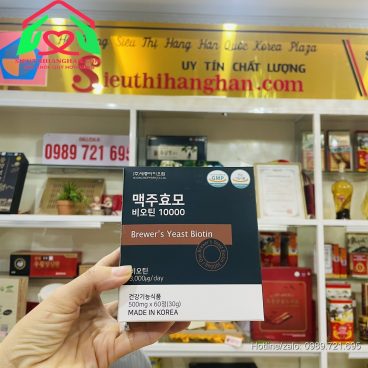 Siêu Thị Hàng Hàn Quốc Korea Plaza
UY TÍN CHẤT LƯỢNG
Sieuthihanghan.com
0989 721 695
맥주효모
비오틴 10000
GMP
Brewer's Yeast Biotin
비오틴
건강기능식품
500mg x 60정(30g)
MADE IN KOREA
Hotline/zalo: 0989.721.695